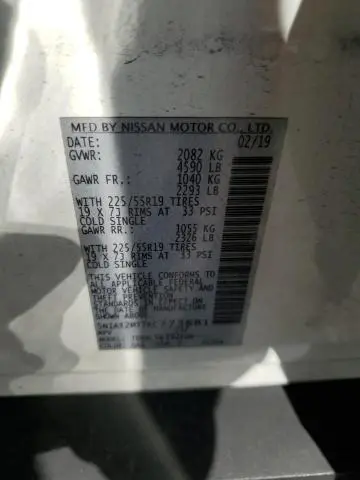 MFD BY NISSAN MOTOR CO., LTD.
DATE: 02/19
GVWR: 2082 KG
4590 LB
GAWR FR.: 1040 KG
2293 LB
WITH 225/55R19 TIRES
19 X 7J RIMS AT 33 PSI
COLD SINGLE
GAWR RR.: 1055 KG
2326 LB
WITH 225/55R19 TIRES
19 X 7J RIMS AT 33 PSI
COLD SINGLE
THIS VEHICLE CONFORMS TO
ALL APPLICABLE FEDERAL
MOTOR VEHICLE SAFETY
STANDARDS IN EFFECT ON
THE DATE OF MANUFACTURE
SHOWN ABOVE.
MPV
MODEL:
COLOR: